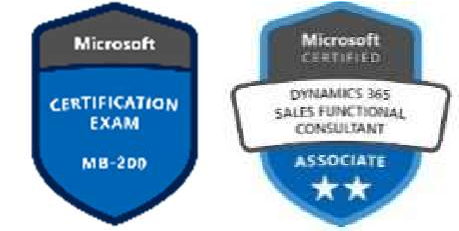 Microsoft
CERTIFICATION
EXAM
MB-200
Microsoft
CERTIFIED
DYNAMICS 365
SALES FUNCTIONAL
CONSULTANT
ASSOCIATE